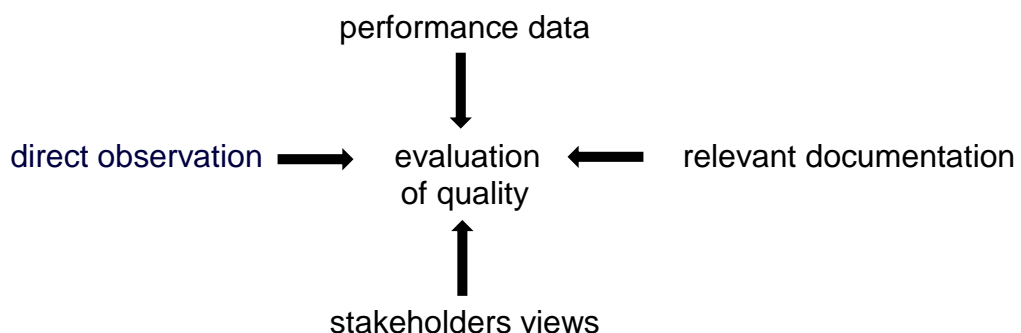 performance data
direct observation
evaluation
of quality
relevant documentation
stakeholders views